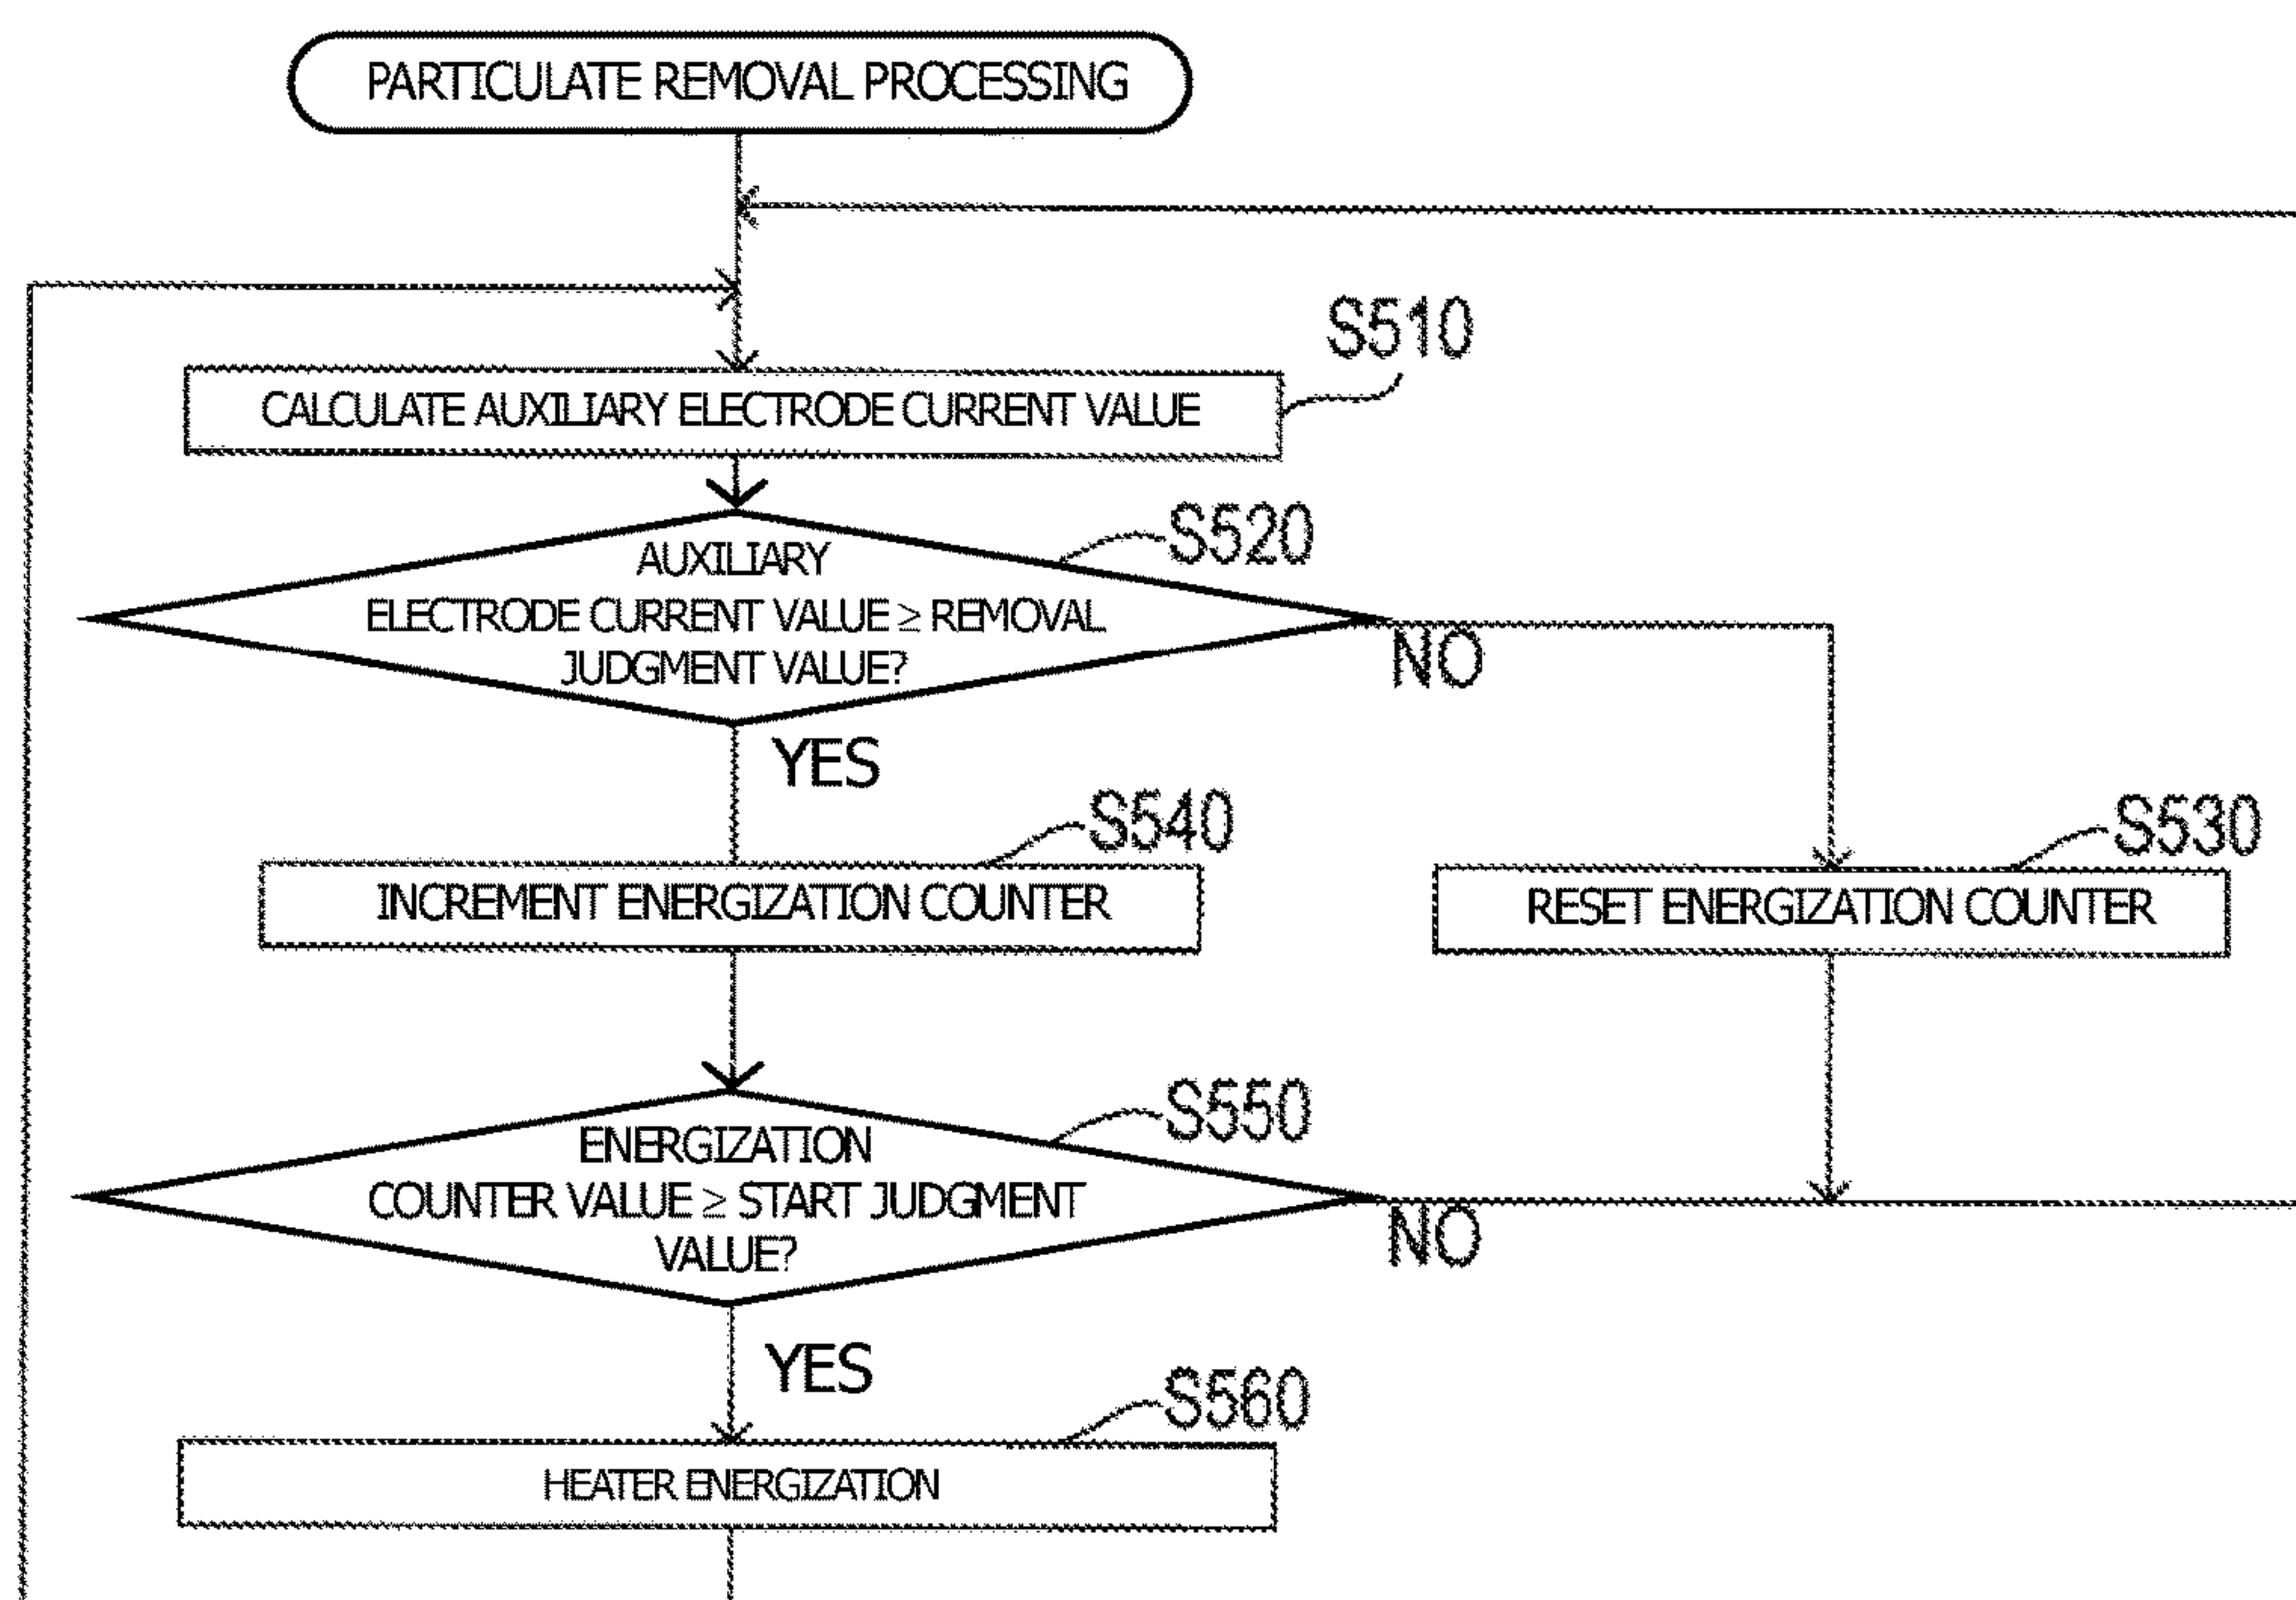 PARTICULATE REMOVAL PROCESSING
S510
CALCULATE AUXILIARY ELECTRODE CURRENT VALUE
S520
AUXILIARY
ELECTRODE CURRENT VALUE ≥ REMOVAL
JUDGMENT VALUE?
NO
YES
S540
S530
INCREMENT ENERGIZATION COUNTER
RESET ENERGIZATION COUNTER
S550
ENERGIZATION
COUNTER VALUE ≥ START JUDGMENT
VALUE?
NO
YES
S560
HEATER ENERGIZATION